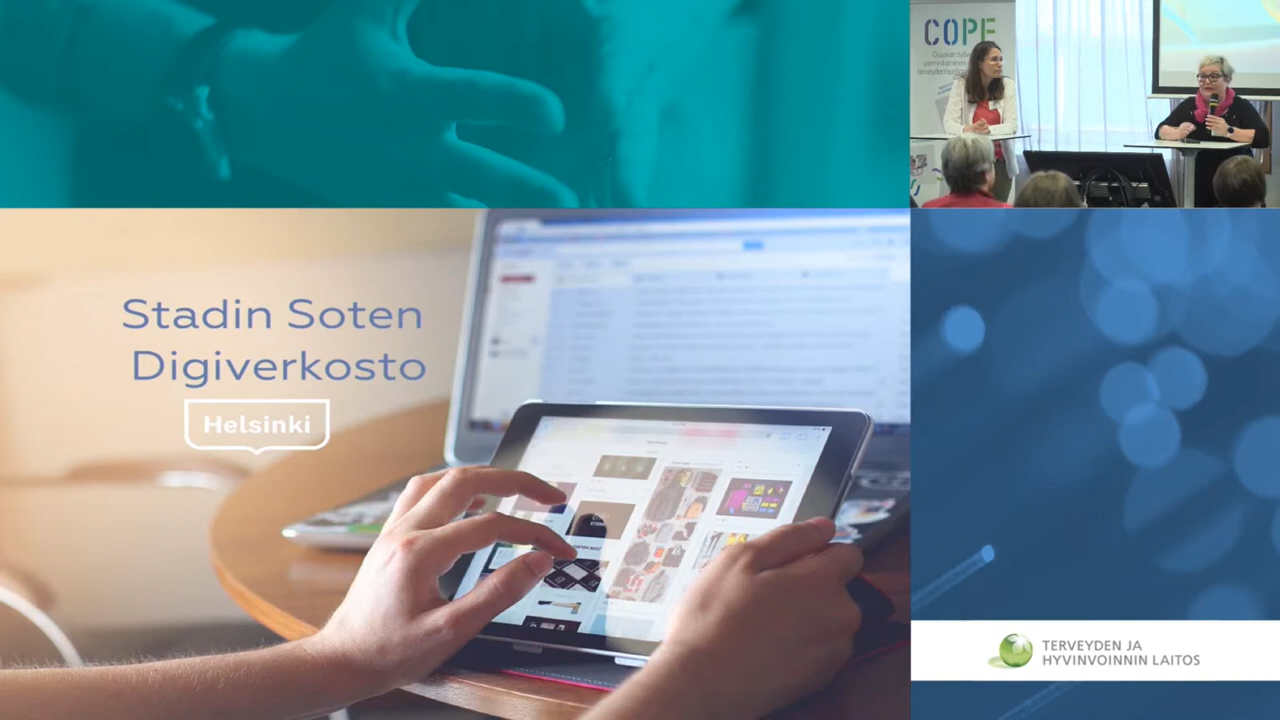 COPE
Stadin Soten
Digiverkosto
Helsinki
TERVEYDEN JA
HYVINVOINNIN LAITOS